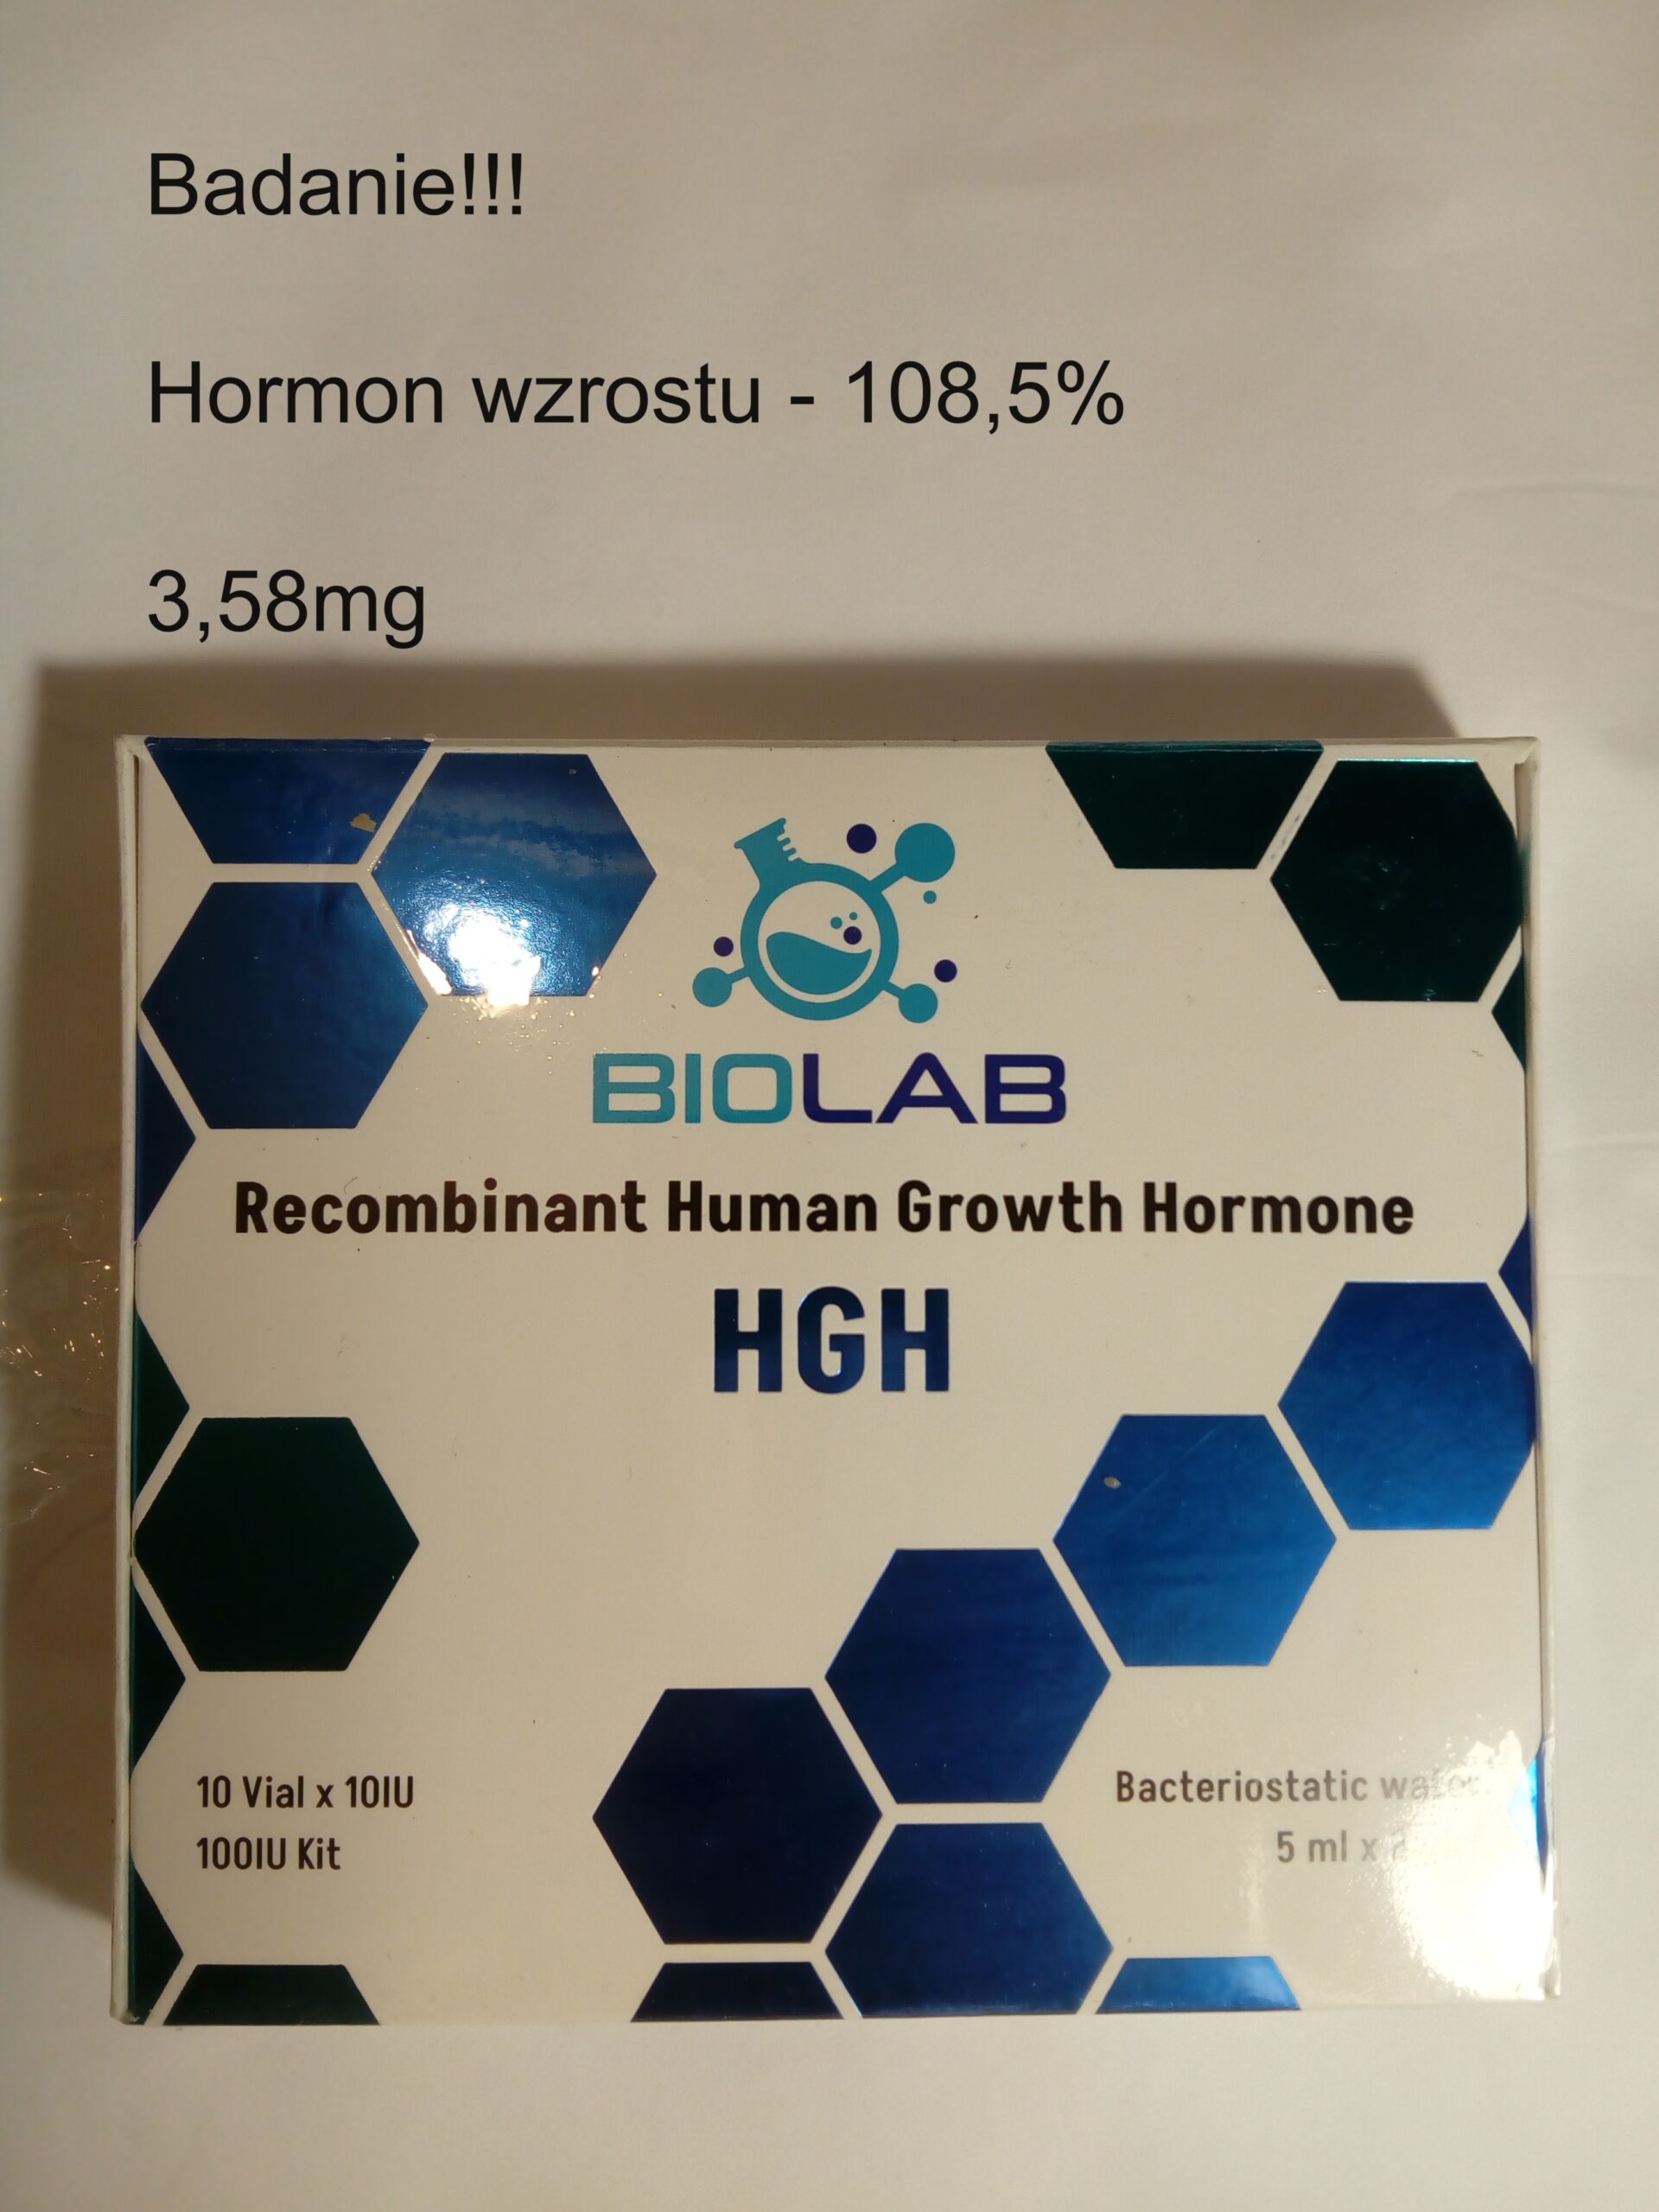 Badanie!!!
Hormon wzrostu - 108,5%
3,58mg
BIOLAB
Recombinant Human Growth Hormone
HGH
10 Vial x 10IU
100IU Kit
Bacteriostatic water
5 ml x